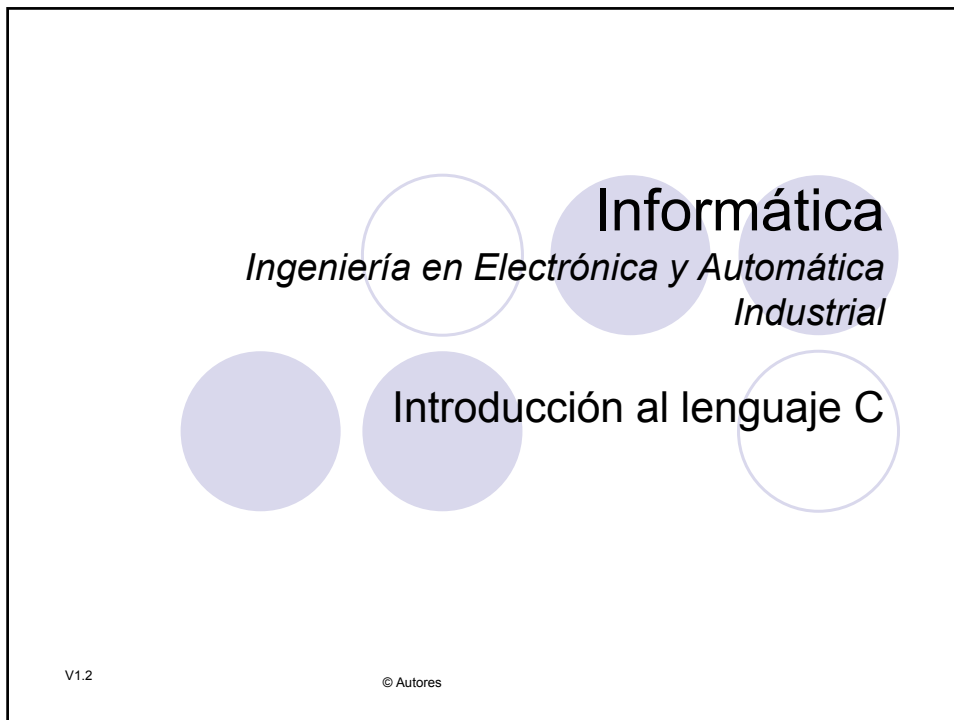 Informática
Ingeniería en Electrónica y Automática
Industrial
Introducción al lenguaje C
V1.2
© Autores